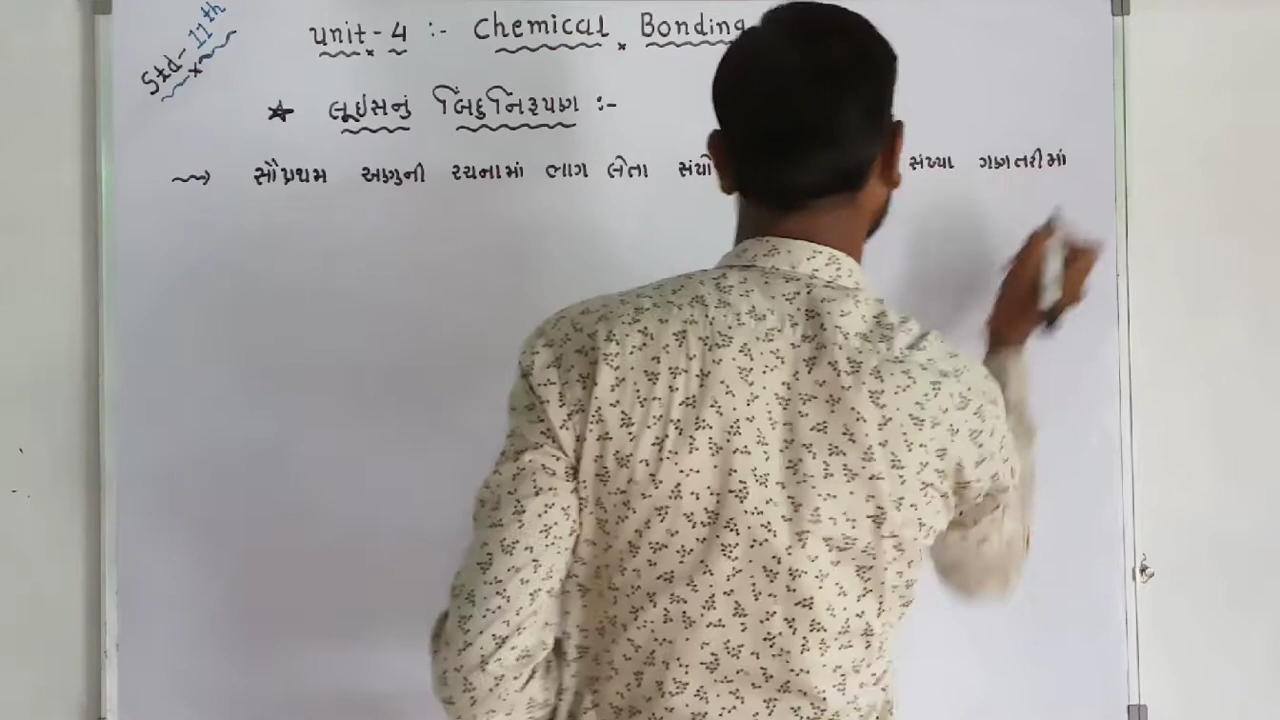 Std-11th
Unit-4 :- Chemical Bonding
* લૂઇસનું બિંદુનિરૂપણ :-
સૌપ્રથમ અણુની રચનામાં ભાગ લેતા સંખ્યા ગણતરીમાં